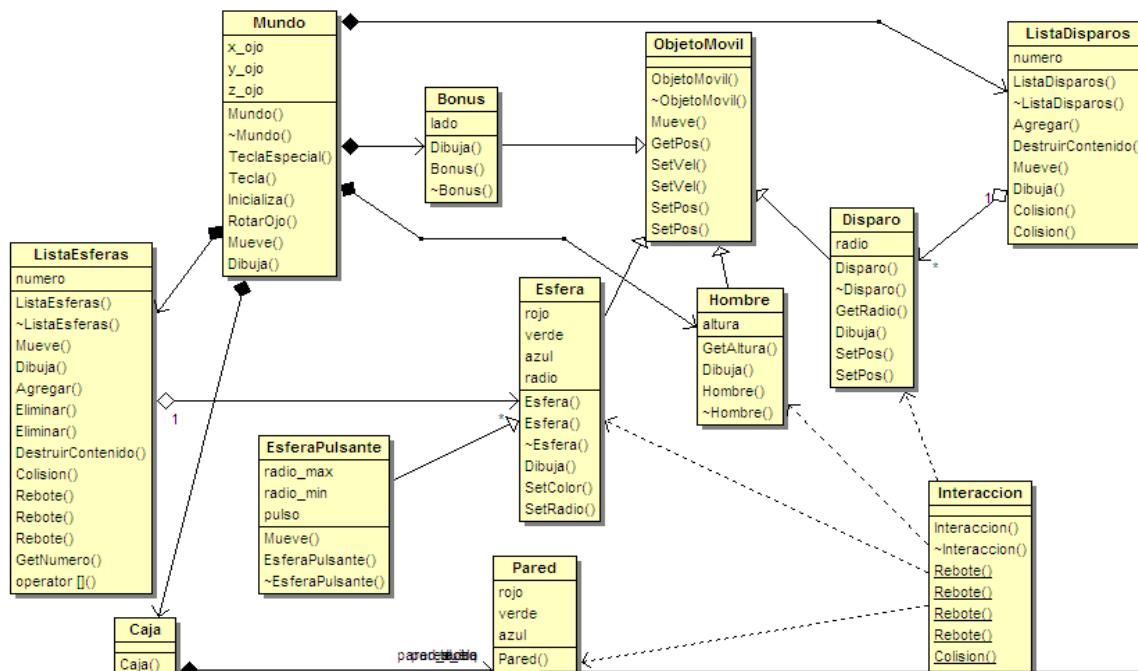 Mundo
x_ojo
y_ojo
z_ojo
Mundo()
~Mundo()
TeclaEspecial()
Tecla()
Inicializa()
RotarOjo()
Mueve()
Dibuja()
Bonus
lado
Dibuja()
Bonus()
~Bonus()
ObjetoMovil
ObjetoMovil()
~ObjetoMovil()
Mueve()
GetPos()
SetVel()
SetVel()
SetPos()
SetPos()
ListaDisparos
numero
ListaDisparos()
~ListaDisparos()
Agregar()
DestruirContenido()
Mueve()
Dibuja()
Colision()
Colision()
1
*
Disparo
radio
Disparo()
~Disparo()
GetRadio()
Dibuja()
SetPos()
SetPos()
ListaEsferas
numero
ListaEsferas()
~ListaEsferas()
Mueve()
Dibuja()
Agregar()
Eliminar()
Eliminar()
DestruirContenido()
Colision()
Rebote()
Rebote()
Rebote()
GetNumero()
operator []()
1
*
Esfera
rojo
verde
azul
radio
Esfera()
Esfera()
~Esfera()
Dibuja()
SetColor()
SetRadio()
Hombre
altura
GetAltura()
Dibuja()
Hombre()
~Hombre()
EsferaPulsante
radio_max
radio_min
pulso
Mueve()
EsferaPulsante()
~EsferaPulsante()
Interaccion
Interaccion()
~Interaccion()
Rebote()
Rebote()
Rebote()
Rebote()
Colision()
Pared
rojo
verde
azul
Pared()
Caja
Caja()